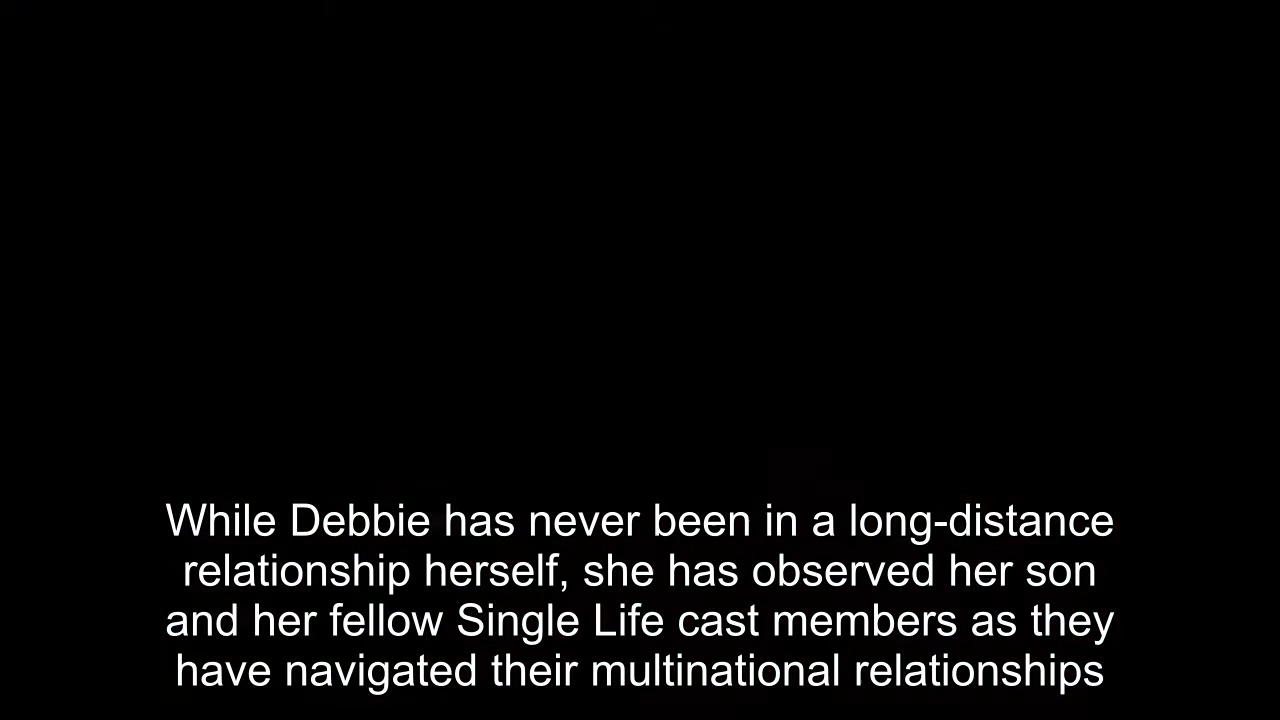 While Debbie has never been in a long-distance
relationship herself, she has observed her son
and her fellow Single Life cast members as they
have navigated their multinational relationships